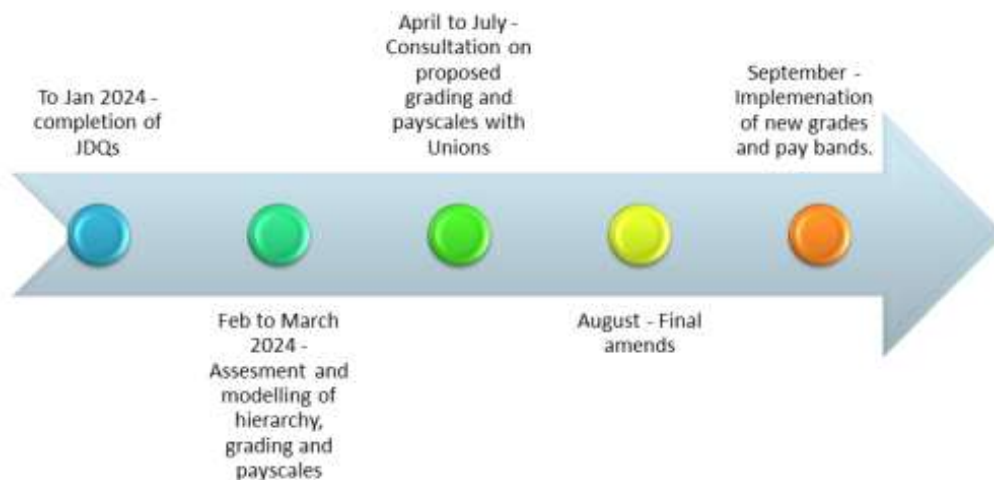 To Jan 2024 -
completion of
JDQs
Feb to March
2024 -
Assesment and
modelling of
hierarchy,
grading and
payscales
April to July -
Consultation on
proposed
grading and
payscales with
Unions
August - Final
amends
September -
Implemenation
of new grades
and pay bands.